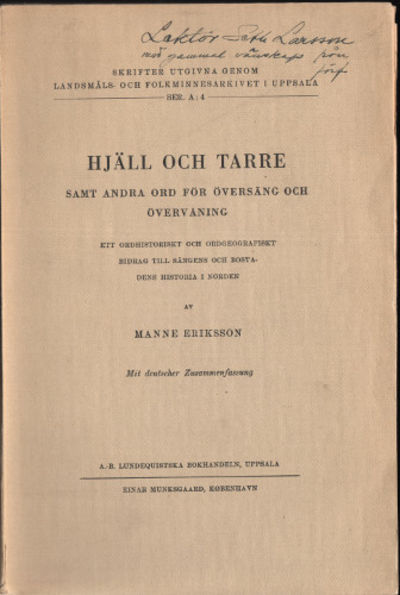 Lektor Seth Larsson
med gammal vänskap från
förf
SKRIFTER UTGIVNA GENOM
LANDSMÅLS- OCH FOLKMINNESARKIVET I UPPSALA
SER. A: 4
HJÄLL OCH TARRE
SAMT ANDRA ORD FÖR ÖVERSÄNG OCH
ÖVERVÅNING
ETT ORDHISTORISKT OCH ORDGEOGRAFISKT
BIDRAG TILL SÄNGENS OCH BOSTA-
DENS HISTORIA I NORDEN
AV
MANNE ERIKSSON
Mit deutscher Zusammenfassung
A.-B. LUNDEQUISTSKA BOKHANDELN, UPPSALA
EINAR MUNKSGAARD, KØBENHAVN